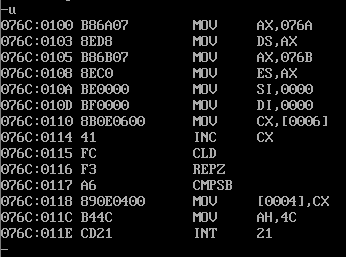 -u
076C:0100 B86A07 MOV AX,076A
076C:0103 8ED8 MOV DS,AX
076C:0105 B86B07 MOV AX,076B
076C:0108 8EC0 MOV ES,AX
076C:010A BE0000 MOV SI,0000
076C:010D BF0000 MOV DI,0000
076C:0110 8B0E0600 MOV CX,[0006]
076C:0114 41 INC CX
076C:0115 FC CLD
076C:0116 F3 REPZ
076C:0117 A6 CMPSB
076C:0118 890E0400 MOV [0004],CX
076C:011C B44C MOV AH,4C
076C:011E CD21 INT 21
-